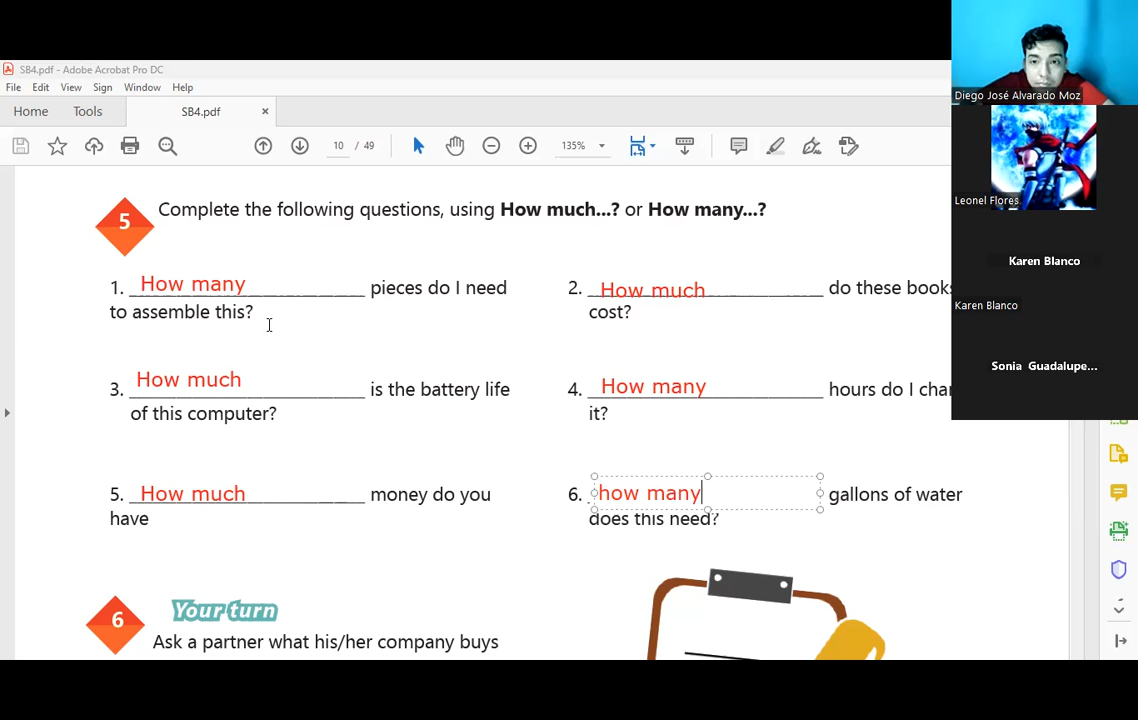 SB4.pdf - Adobe Acrobat Pro DC
File Edit View Sign Window Help
Home Tools SB4.pdf ×
10 / 49 135%
5 Complete the following questions, using How much...? or How many...?
1. How many pieces do I need
to assemble this?
2. How much do these books
cost?
3. How much is the battery life
of this computer?
4. How many hours do I char
it?
5. How much money do you
have
6. how many gallons of water
does this need?
6 Your turn
Ask a partner what his/her company buys
Diego José Alvarado Moz
Leonel Flores
Karen Blanco
Karen Blanco
Sonia Guadalupe...